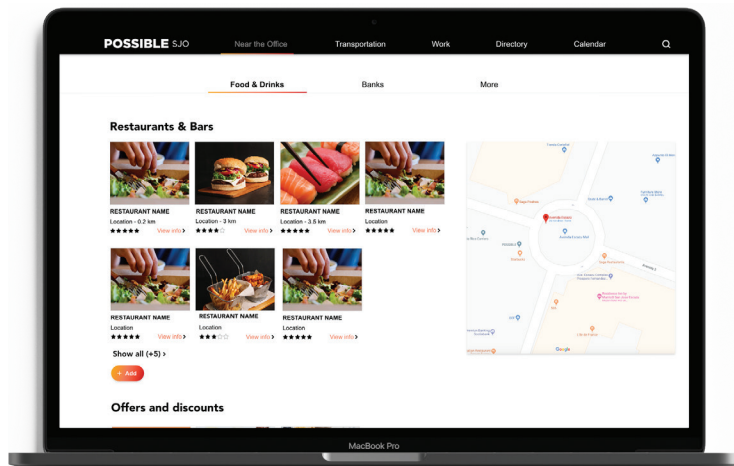 POSSIBLE SJO
Near the Office
Transportation
Work
Directory
Calendar
Food & Drinks
Banks
More
Restaurants & Bars
RESTAURANT NAME
Location - 0.2 km
★★★★★ View info >
RESTAURANT NAME
Location - 3 km
★★★★☆ View info >
RESTAURANT NAME
Location - 3.5 km
★★★★★ View info >
RESTAURANT NAME
Location
★★★★★ View info >
RESTAURANT NAME
Location
★★★★★ View info >
RESTAURANT NAME
Location
★★★☆☆ View info >
RESTAURANT NAME
Location
★★★★★ View info >
Show all (+5) >
+ Add
Offers and discounts
Google
MacBook Pro